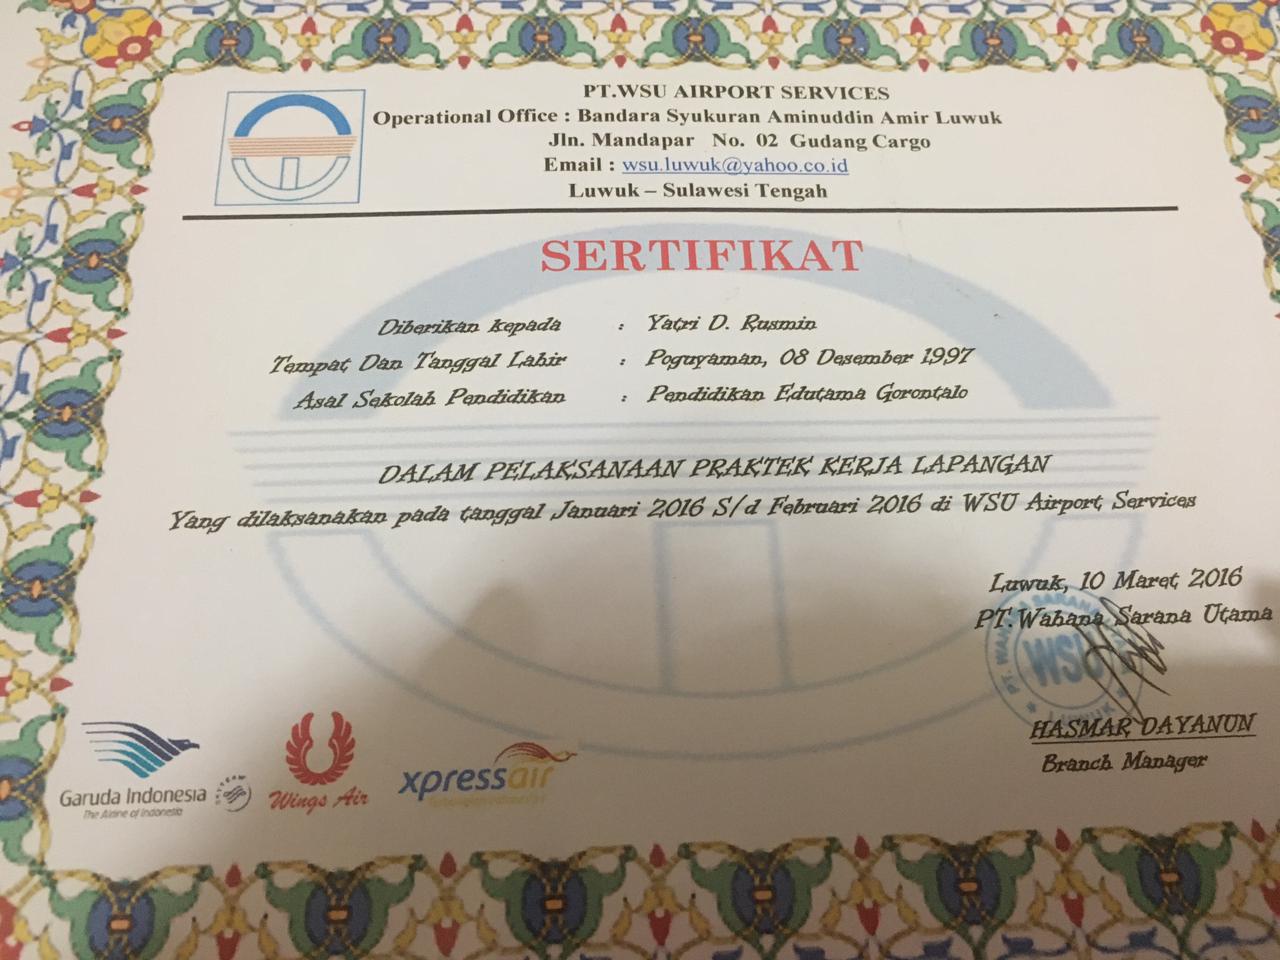 PT.WSU AIRPORT SERVICES
Operational Office : Bandara Syukuran Aminuddin Amir Luwuk
Jln. Mandapar No. 02 Gudang Cargo
Email : wsu.luwuk@yahoo.co.id
Luwuk – Sulawesi Tengah
SERTIFIKAT
Diberikan kepada : Yatri D. Rusmin
Tempat Dan Tanggal Lahir : Poguyaman, 08 Desember 1997
Asal Sekolah Pendidikan : Pendidikan Edutama Gorontalo
DALAM PELAKSANAAN PRAKTEK KERJA LAPANGAN
Yang dilaksanakan pada tanggal Januari 2016 S/d Februari 2016 di WSU Airport Services
Luwuk, 10 Maret 2016
PT.Wahana Sarana Utama
WSU
LUWUK
HASMAR DAYANUN
Branch Manager
Garuda Indonesia
The Airline of Indonesia
SKYTEAM
Wings Air
xpressair